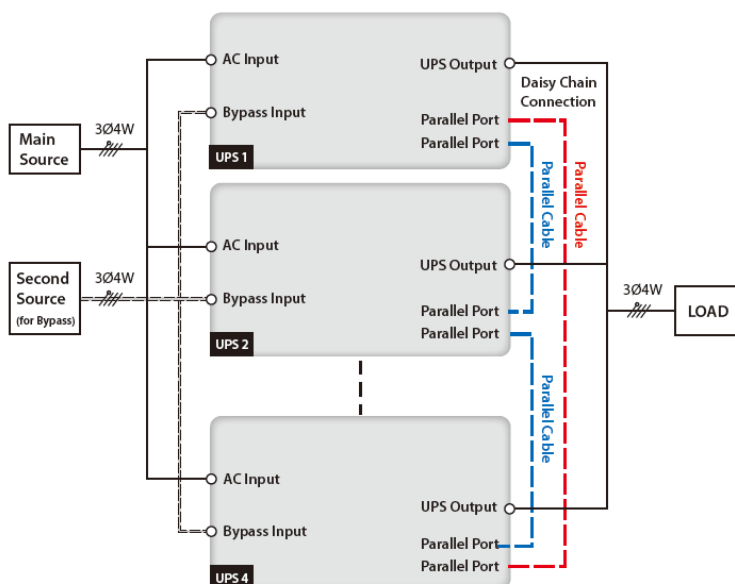 AC Input
UPS Output
Daisy Chain
Connection
Bypass Input
Parallel Port
Parallel Port
UPS 1
Main
Source
3Ø4W
Parallel Cable
Parallel Cable
AC Input
UPS Output
Second
Source
(for Bypass)
3Ø4W
Bypass Input
Parallel Port
Parallel Port
UPS 2
3Ø4W
LOAD
Parallel Cable
AC Input
UPS Output
Bypass Input
Parallel Port
Parallel Port
UPS 4